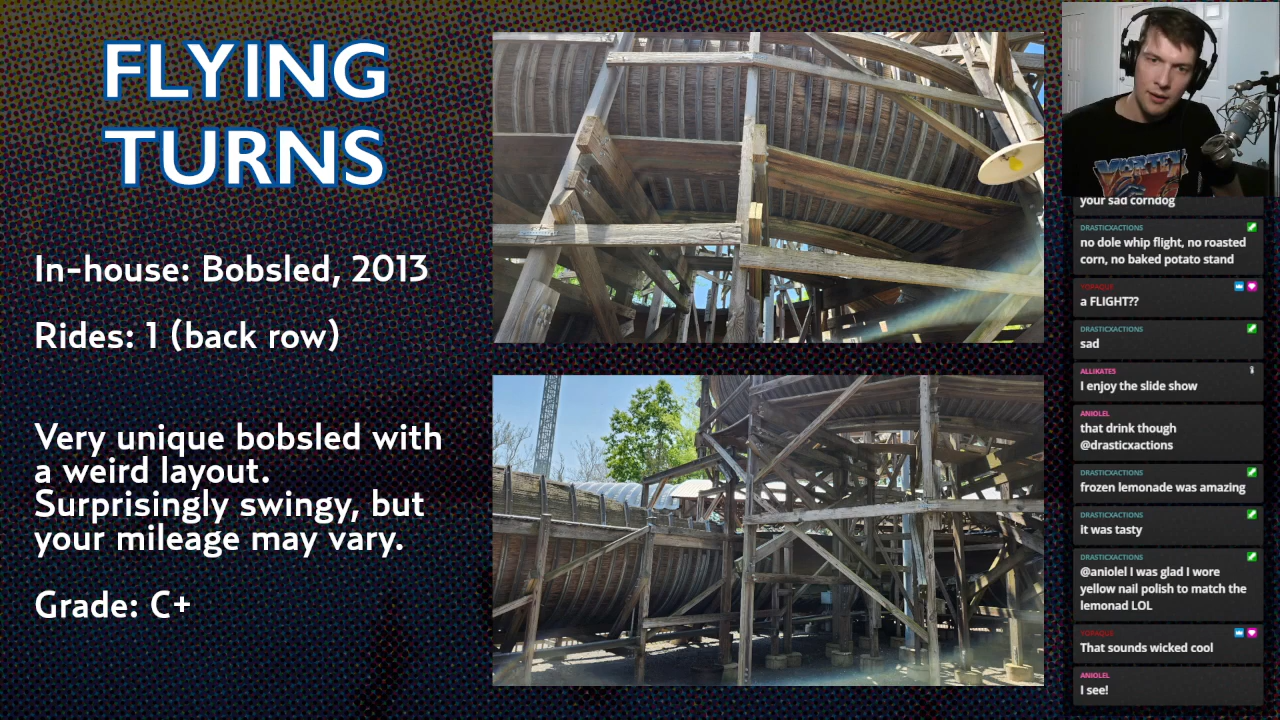 FLYING
TURNS
In-house: Bobsled, 2013
Rides: 1 (back row)
Very unique bobsled with
a weird layout.
Surprisingly swingy, but
your mileage may vary.
Grade: C+
VORTEX
your sad corndog
DRASTICXACTIONS
no dole whip flight, no roasted
corn, no baked potato stand
a FLIGHT??
DRASTICXACTIONS
sad
ALLIKATES
I enjoy the slide show
ANIOLEL
that drink though
@drasticxactions
DRASTICXACTIONS
frozen lemonade was amazing
DRASTICXACTIONS
it was tasty
DRASTICXACTIONS
@aniolel I was glad I wore
yellow nail polish to match the
lemonad LOL
That sounds wicked cool
ANIOLEL
I see!